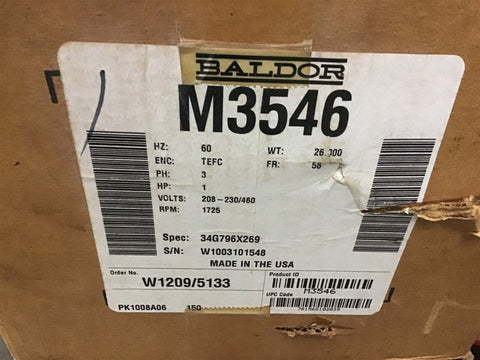 BALDOR
M3546
HZ: 60 WT: 26.000
ENC: TEFC FR: 56
PH: 3
HP: 1
VOLTS: 208-230/460
RPM: 1725
Spec: 34G796X269
S/N: W1003101548
MADE IN THE USA
Order No. Product ID
W1209/5133
UPC Code M3546
PK1008A06 150